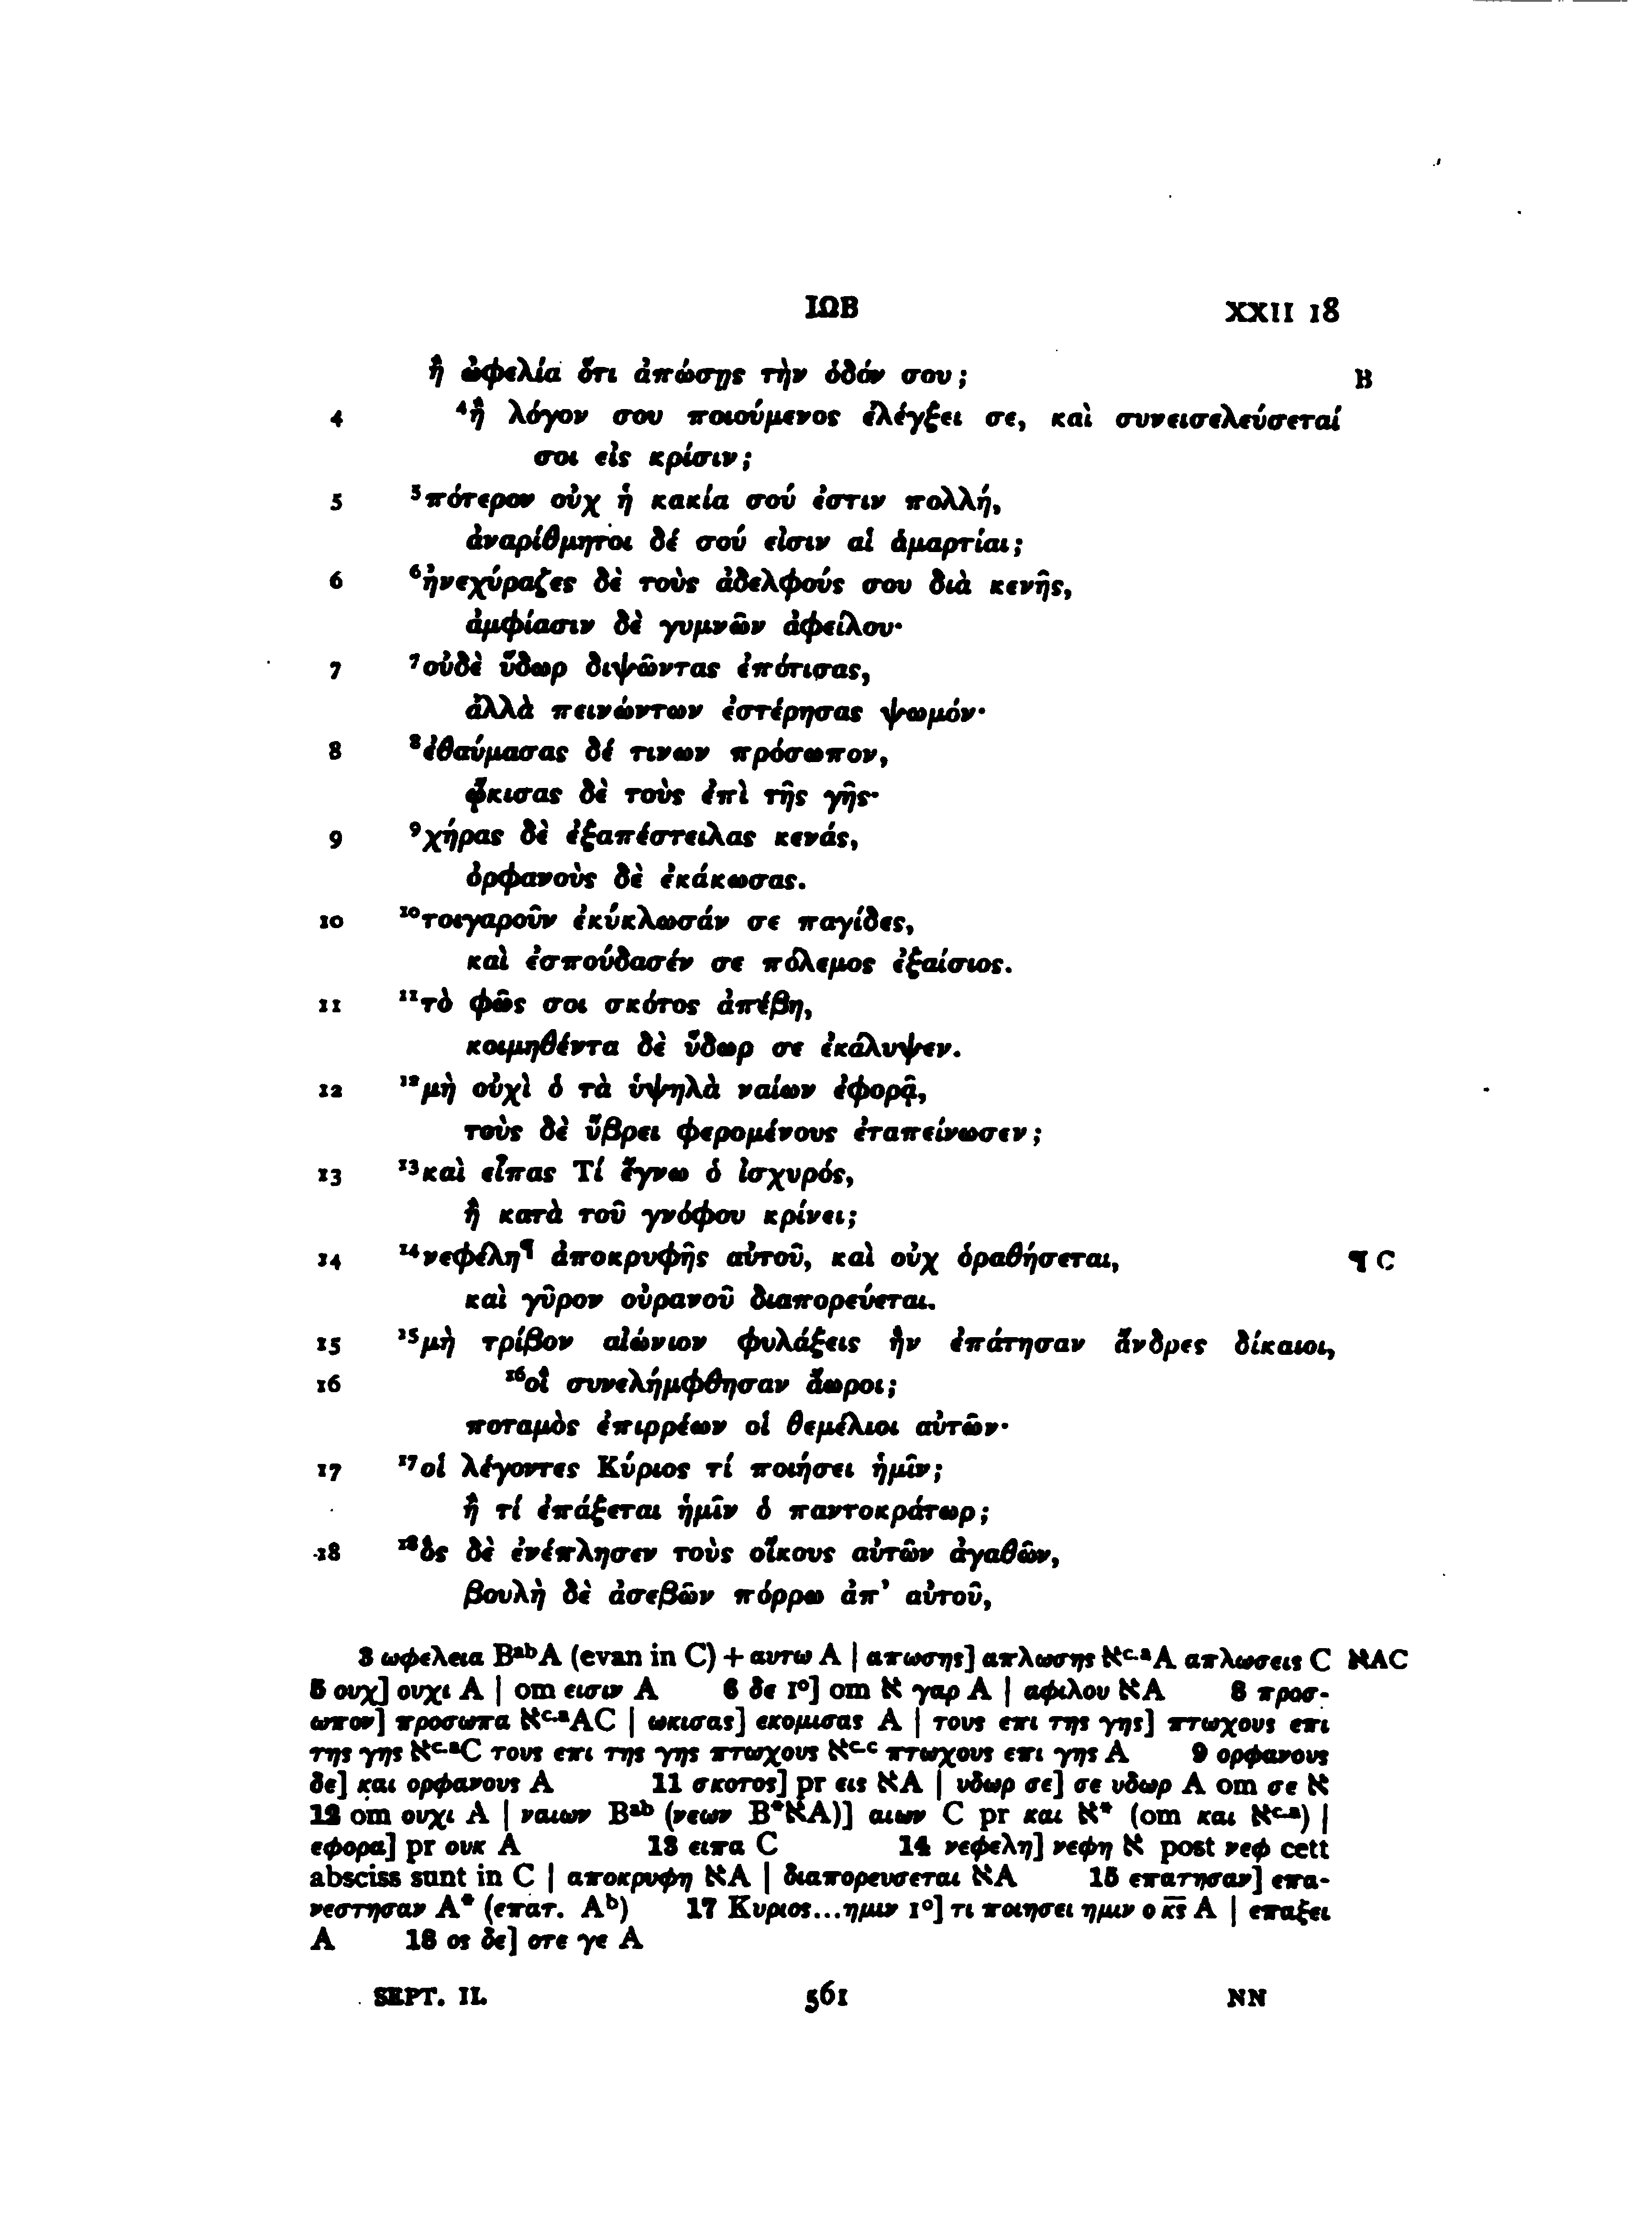 ΙΩΒ XXII 18
ἢ ὠφελία ὅτι ἀπώσῃς τὴν ὁδόν σου; B
4 ⁴ἢ λόγον σου ποιούμενος ἐλέγξει σε, καὶ συνεισελεύσεταί
σοι εἰς κρίσιν;
5 ⁵πότερον οὐχ ἡ κακία σού ἐστιν πολλή,
ἀναρίθμητοι δέ σού εἰσιν αἱ ἁμαρτίαι;
6 ⁶ἠνεχύραζες δὲ τοὺς ἀδελφούς σου διὰ κενῆς,
ἀμφίασιν δὲ γυμνῶν ἀφείλου·
7 ⁷οὐδὲ ὕδωρ διψῶντας ἐπότισας,
ἀλλὰ πεινώντων ἐστέρησας ψωμόν·
8 ⁸ἐθαύμασας δέ τινων πρόσωπον,
ᾤκισας δὲ τοὺς ἐπὶ τῆς γῆς·
9 ⁹χήρας δὲ ἐξαπέστειλας κενάς,
ὀρφανοὺς δὲ ἐκάκωσας.
10 ¹⁰τοιγαροῦν ἐκύκλωσάν σε παγίδες,
καὶ ἐσπούδασέν σε πόλεμος ἐξαίσιος.
11 ¹¹τὸ φῶς σοι σκότος ἀπέβη,
κοιμηθέντα δὲ ὕδωρ σε ἐκάλυψεν.
12 ¹²μὴ οὐχὶ ὁ τὰ ὑψηλὰ ναίων ἐφορᾷ,
τοὺς δὲ ὕβρει φερομένους ἐταπείνωσεν;
13 ¹³καὶ εἶπας Τί ἔγνω ὁ ἰσχυρός,
ἢ κατὰ τοῦ γνόφου κρίνει;
14 ¹⁴νεφέλη¶ ἀποκρυφῆς αὐτοῦ, καὶ οὐχ ὁραθήσεται, ¶ C
καὶ γῦρον οὐρανοῦ διαπορεύεται.
15 ¹⁵μὴ τρίβον αἰώνιον φυλάξεις ἣν ἐπάτησαν ἄνδρες δίκαιοι,
16 ¹⁶οἳ συνελήμφθησαν ἄωροι;
ποταμὸς ἐπιρρέων οἱ θεμέλιοι αὐτῶν·
17 ¹⁷οἱ λέγοντες Κύριος τί ποιήσει ἡμῖν;
ἢ τί ἐπάξεται ἡμῖν ὁ παντοκράτωρ;
18 ¹⁸ὃς δὲ ἐνέπλησεν τοὺς οἴκους αὐτῶν ἀγαθῶν,
βουλὴ δὲ ἀσεβῶν πόρρω ἀπ’ αὐτοῦ,
3 ωφελεια Bᵃᵇ A (evan in C) + αυτω A | απωσης] απλωσης ℵᶜ·ᵃ A απλωσεις C ℵAC
5 ουχ] ουχι A | om εισιν A 6 δε 1°] om ℵ γαρ A | αφιλου ℵA 8 προσ-
ωπον] προσωπα ℵᶜ·ᵃAC | ωκισας] εκομισας A | τους επι της γης] πτωχους επι
της γης ℵᶜ·ᵃC τους επι της γης πτωχους ℵᶜ·ᶜ πτωχους επι γης A 9 ορφανους
δε] και ορφανους A 11 σκοτος] pr εις ℵA | υδωρ σε] σε υδωρ A om σε ℵ
12 om ουχι A | ναιων Bᵃᵇ (νεων B*ℵA)] αιων C pr και ℵ* (om και ℵᶜ·ᵃ) |
εφορα] pr ουκ A 13 ειπα C 14 νεφελη] νεφη ℵ post νεφ cett
absciss sunt in C | αποκρυφη ℵA | διαπορευσεται ℵA 15 επατησαν] επα-
νεστησαν A* (επατ. Aᵇ) 17 Κυριος...ημιν 1°] τι ποιησει ημιν ο κ̅ς̅ A | επαξει
A 18 ος δε] οτε γε A
SEPT. II. 561 NN